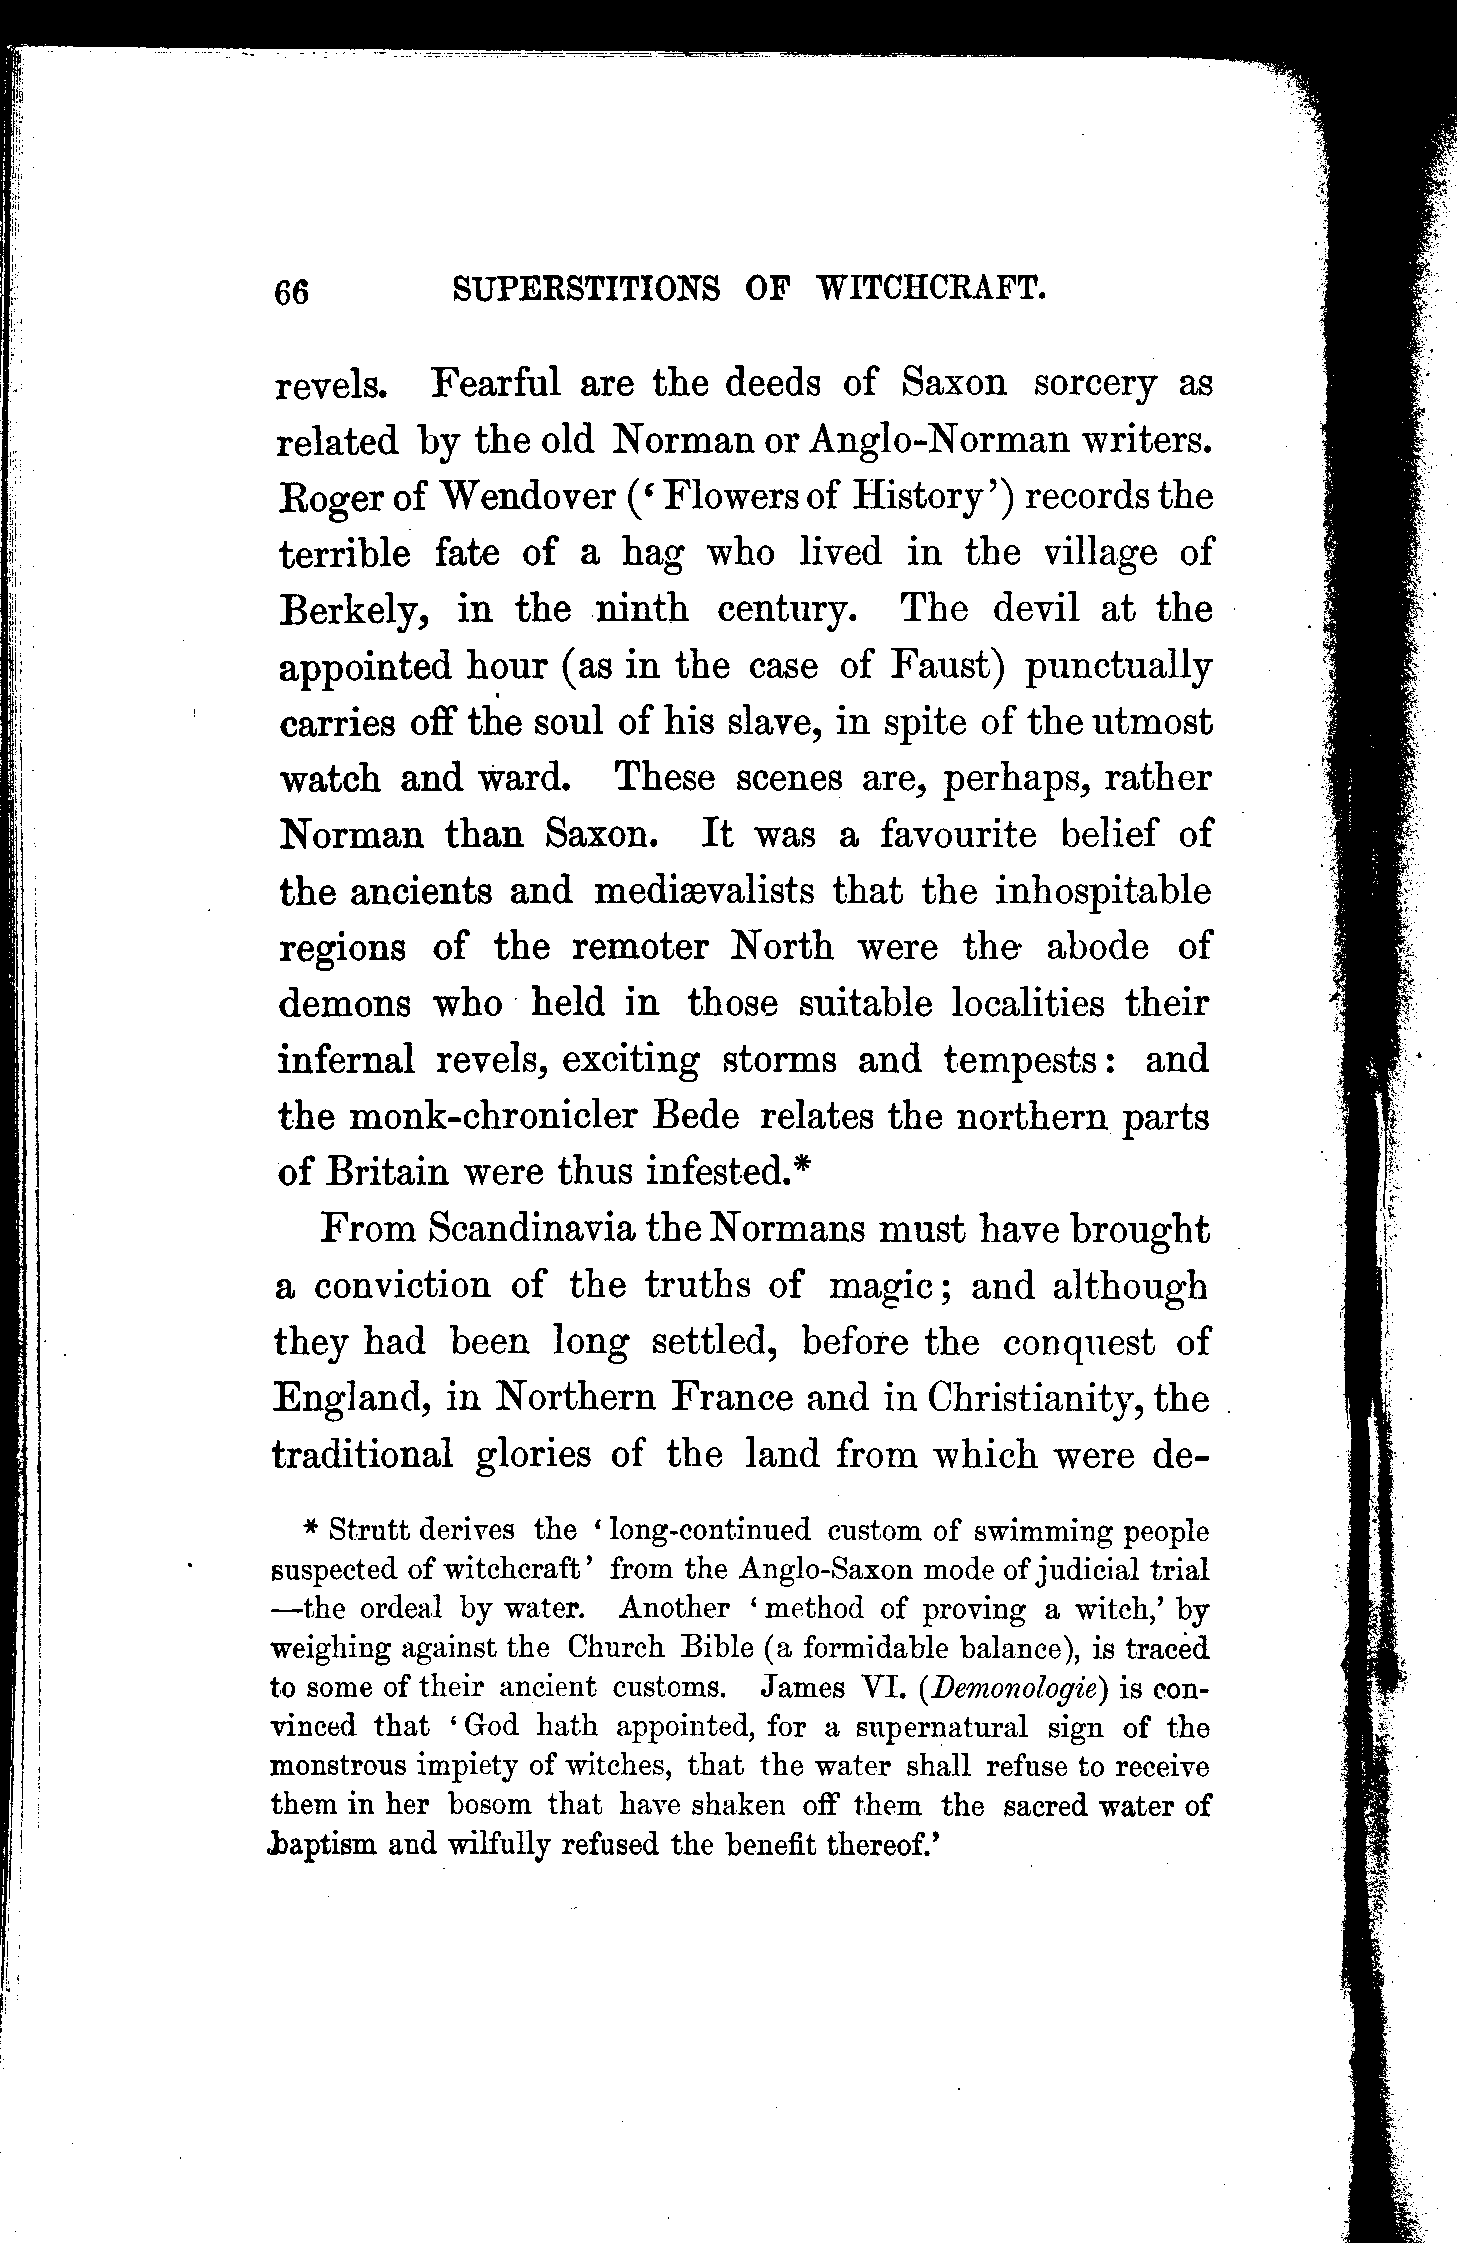 66 SUPERSTITIONS OF WITCHCRAFT.
revels. Fearful are the deeds of Saxon sorcery as
related by the old Norman or Anglo-Norman writers.
Roger of Wendover (‘Flowers of History’) records the
terrible fate of a hag who lived in the village of
Berkely, in the ninth century. The devil at the
appointed hour (as in the case of Faust) punctually
carries off the soul of his slave, in spite of the utmost
watch and ward. These scenes are, perhaps, rather
Norman than Saxon. It was a favourite belief of
the ancients and mediævalists that the inhospitable
regions of the remoter North were the abode of
demons who held in those suitable localities their
infernal revels, exciting storms and tempests: and
the monk-chronicler Bede relates the northern parts
of Britain were thus infested.*
From Scandinavia the Normans must have brought
a conviction of the truths of magic; and although
they had been long settled, before the conquest of
England, in Northern France and in Christianity, the
traditional glories of the land from which were de-
* Strutt derives the ‘long-continued custom of swimming people
suspected of witchcraft’ from the Anglo-Saxon mode of judicial trial
—the ordeal by water. Another ‘method of proving a witch,’ by
weighing against the Church Bible (a formidable balance), is traced
to some of their ancient customs. James VI. (Demonologie) is con-
vinced that ‘God hath appointed, for a supernatural sign of the
monstrous impiety of witches, that the water shall refuse to receive
them in her bosom that have shaken off them the sacred water of
baptism and wilfully refused the benefit thereof.’